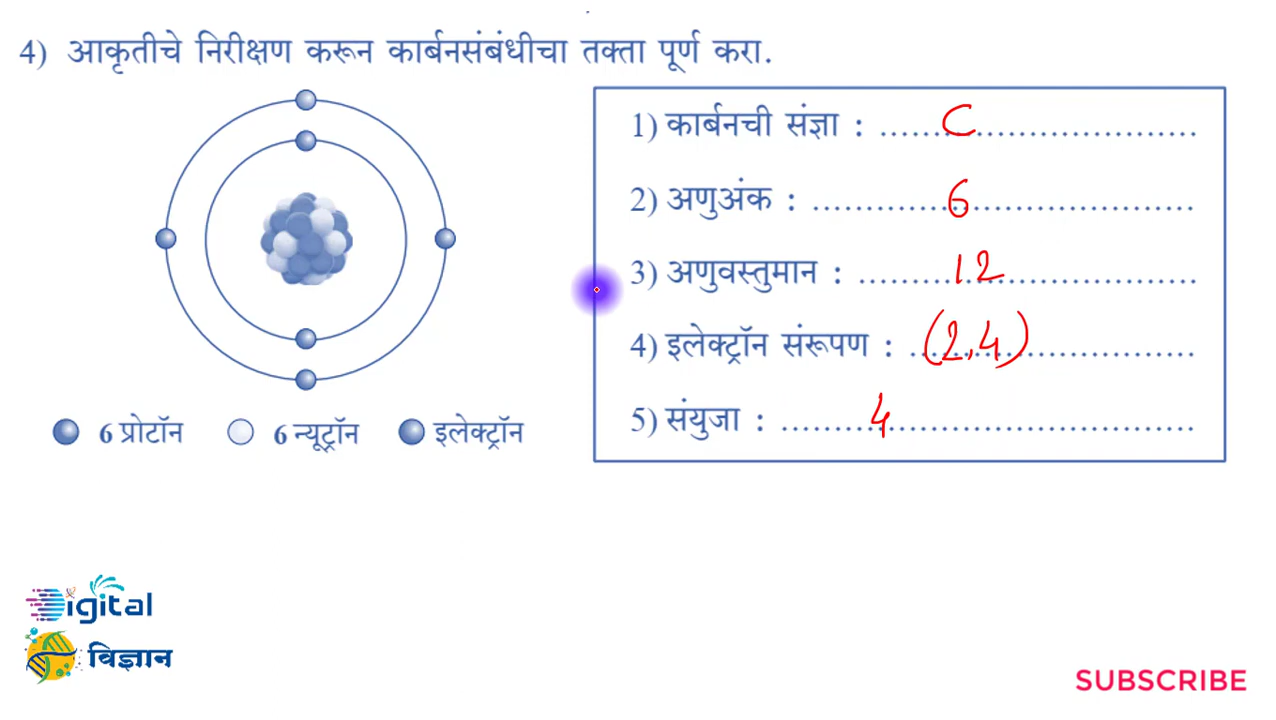 4) आकृतीचे निरीक्षण करून कार्बनसंबंधीचा तक्ता पूर्ण करा.
1) कार्बनची संज्ञा : ........C........
2) अणुअंक : ........6........
3) अणुवस्तुमान : ........12........
4) इलेक्ट्रॉन संरूपण : ........(2,4)........
5) संयुजा : ........4........
6 प्रोटॉन 6 न्यूट्रॉन इलेक्ट्रॉन
Digital
विज्ञान
SUBSCRIBE